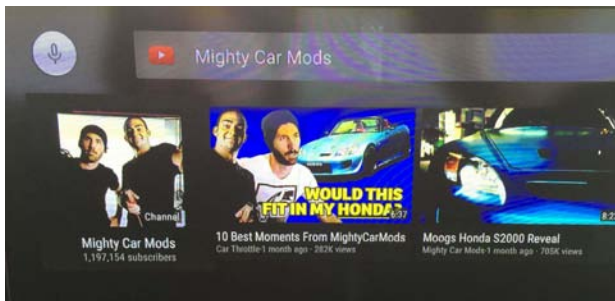 Mighty Car Mods
Channel
WOULD THIS
FIT IN MY HONDA?
6:37
8:2
Mighty Car Mods
1,197,154 subscribers
10 Best Moments From MightyCarMods
Car Throttle·1 month ago · 282K views
Moogs Honda S2000 Reveal
Mighty Car Mods·1 month ago · 705K views